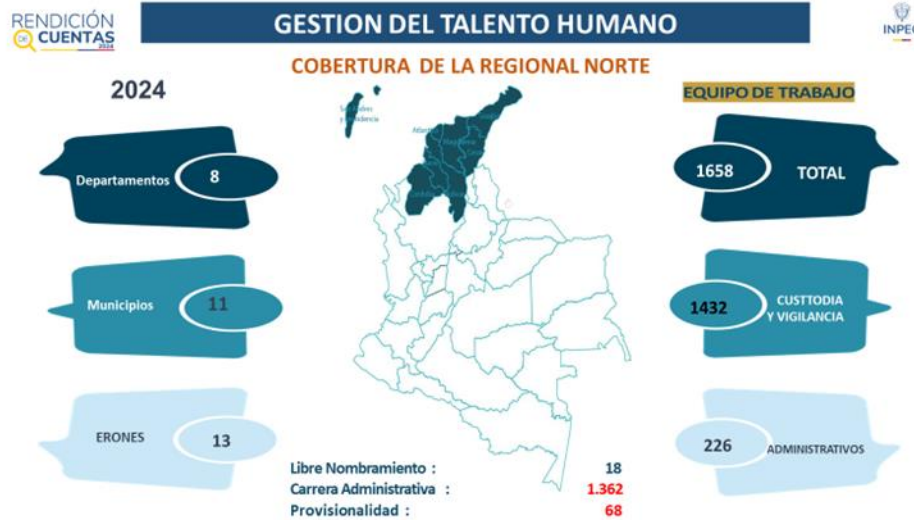 RENDICIÓN
DE CUENTAS
2024
GESTION DEL TALENTO HUMANO
INPEC
COBERTURA DE LA REGIONAL NORTE
2024
EQUIPO DE TRABAJO
Departamentos
8
1658
TOTAL
Municipios
11
1432
CUSTTODIA
Y VIGILANCIA
ERONES
13
226
ADMINISTRATIVOS
Libre Nombramiento : 18
Carrera Administrativa : 1.362
Provisionalidad : 68